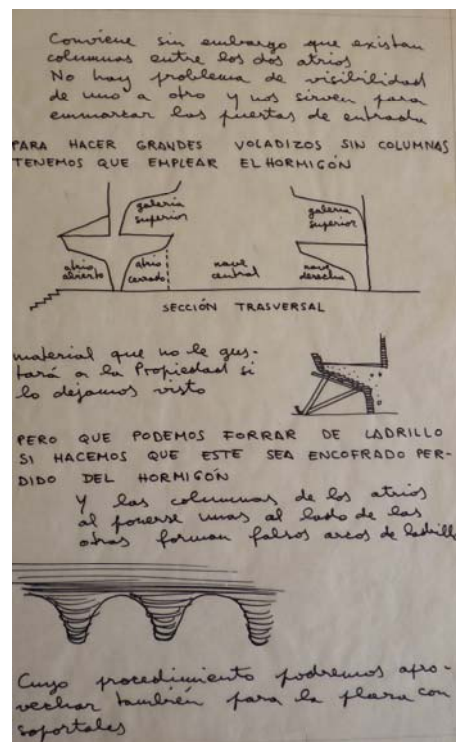 Conviene sin embargo que existan
columnas entre los dos atrios
No hay problema de visibilidad
de uno a otro y nos sirven para
enmarcar las puertas de entrada
PARA HACER GRANDES VOLADIZOS SIN COLUMNAS
TENEMOS QUE EMPLEAR EL HORMIGÓN
galería
superior
galería
superior
atrio
abierto
atrio
cerrado
nave
central
nave
derecha
SECCIÓN TRASVERSAL
material que no le gus-
tará a la Propiedad si
lo dejamos visto
PERO QUE PODEMOS FORRAR DE LADRILLO
SI HACEMOS QUE ESTE SEA ENCOFRADO PER-
DIDO DEL HORMIGÓN
Y las columnas de los atrios
al ponerse unas al lado de las
otras forman falsos arcos de ladrillo
Cuyo procedimiento podremos apro-
vechar también para la plaza con
soportales